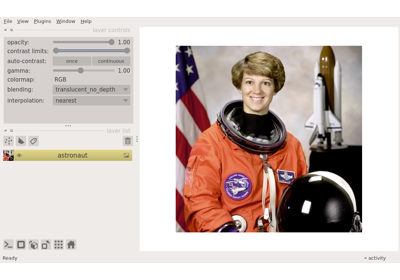 File View Plugins Window Help
layer controls
opacity: 1.00
contrast limits:
auto-contrast: once continuous
gamma: 1.00
colormap: RGB
blending: translucent_no_depth
interpolation: nearest
layer list
astronaut
Ready activity